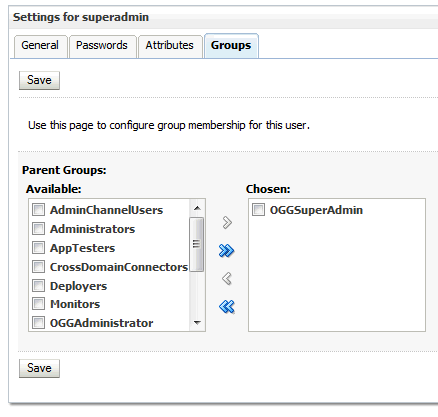 Settings for superadmin
General Passwords Attributes Groups
Save
Use this page to configure group membership for this user.
Parent Groups:
Available: Chosen:
AdminChannelUsers OGGSuperAdmin
Administrators
AppTesters
CrossDomainConnectors
Deployers
Monitors
OGGAdministrator
Save